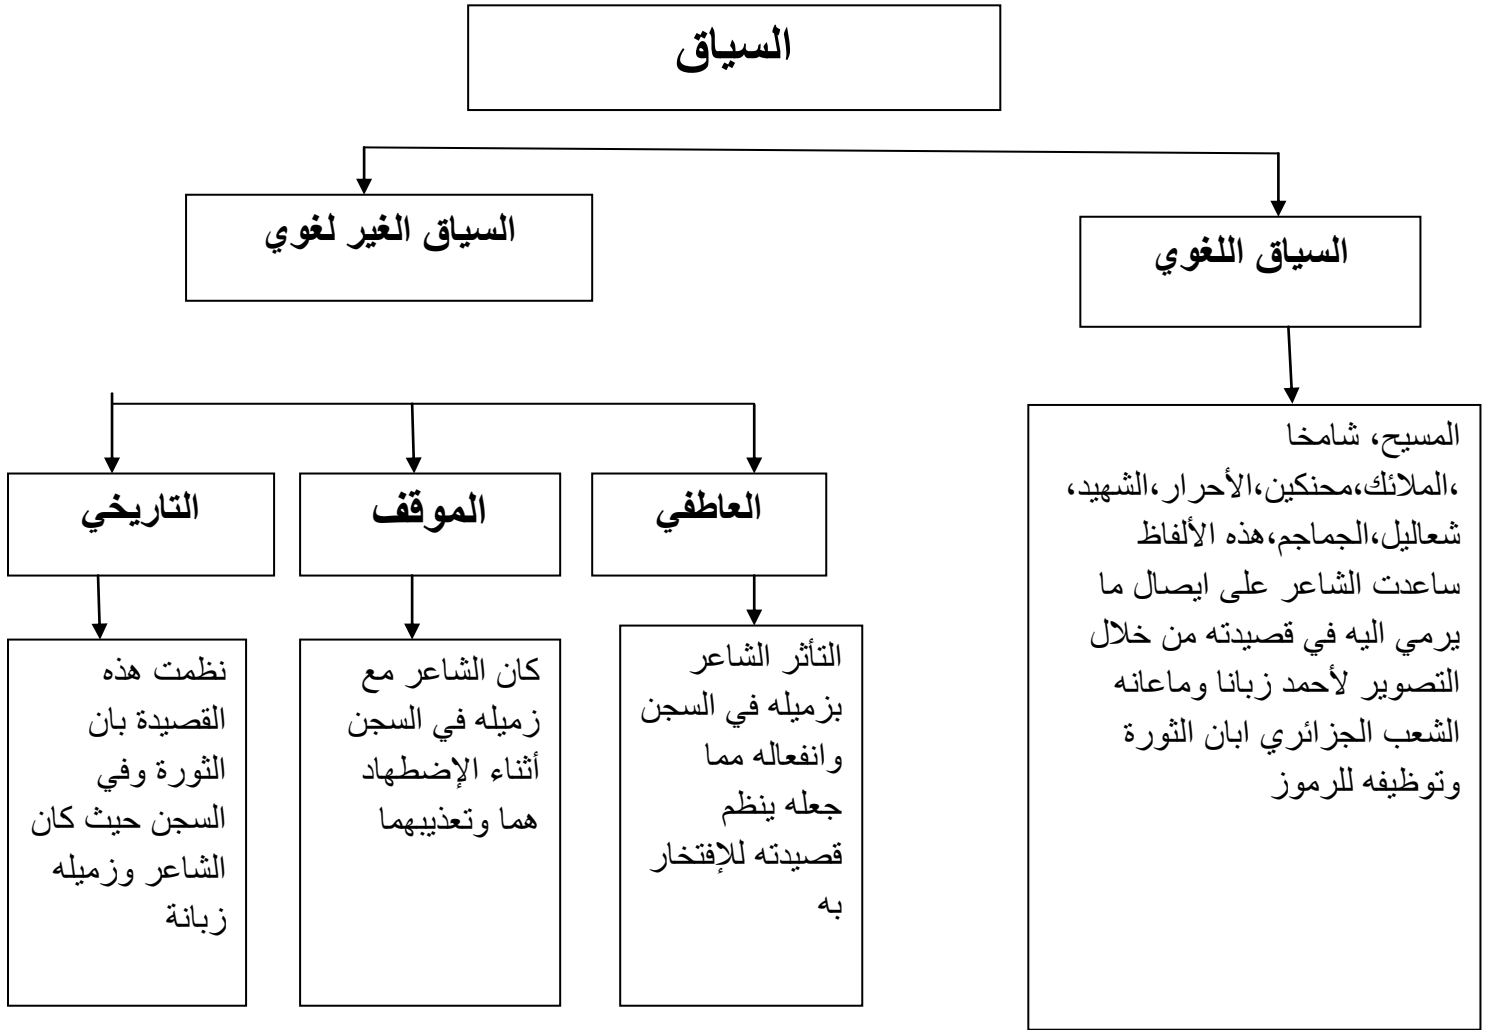 السياق
السياق اللغوي
السياق الغير لغوي
المسيح، شامخا
،الملائك،محنكين،الأحرار،الشهيد،
شعاليل،الجماجم،هذه الألفاظ
ساعدت الشاعر على ايصال ما
يرمي اليه في قصيدته من خلال
التصوير لأحمد زبانا وماعانه
الشعب الجزائري ابان الثورة
وتوظيفه للرموز
العاطفي
الموقف
التاريخي
التأثر الشاعر
بزميله في السجن
وانفعاله مما
جعله ينظم
قصيدته للإفتخار
به
كان الشاعر مع
زميله في السجن
أثناء الإضطهاد
هما وتعذيبهما
نظمت هذه
القصيدة بان
الثورة وفي
السجن حيث كان
الشاعر وزميله
زبانة